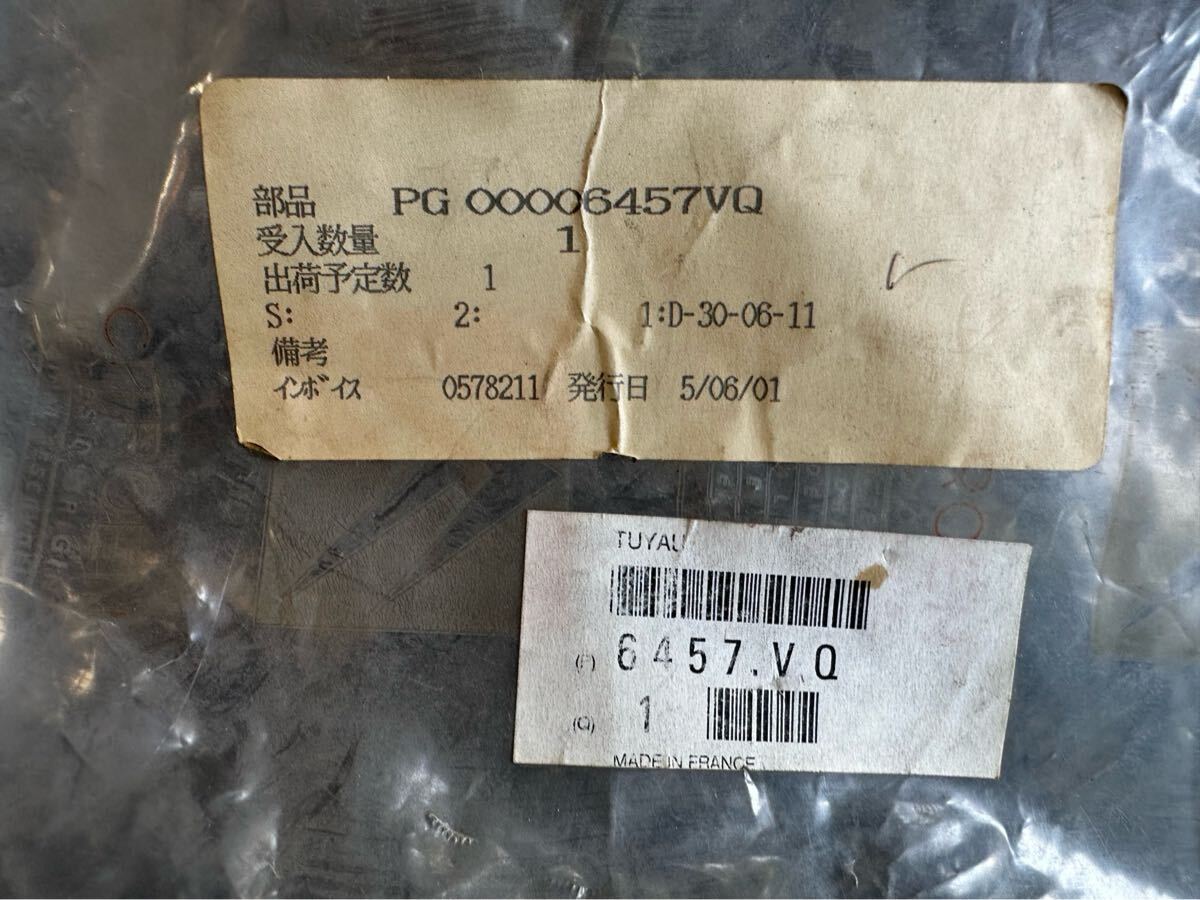 部品 PG 00006457VQ
受入数量 1
出荷予定数 1
S: 2: 1:D-30-06-11
備考
ｲﾝﾎﾞｲｽ 0578211 発行日 5/06/01
TUYAU
(P) 6457.VQ
(Q) 1
MADE IN FRANCE